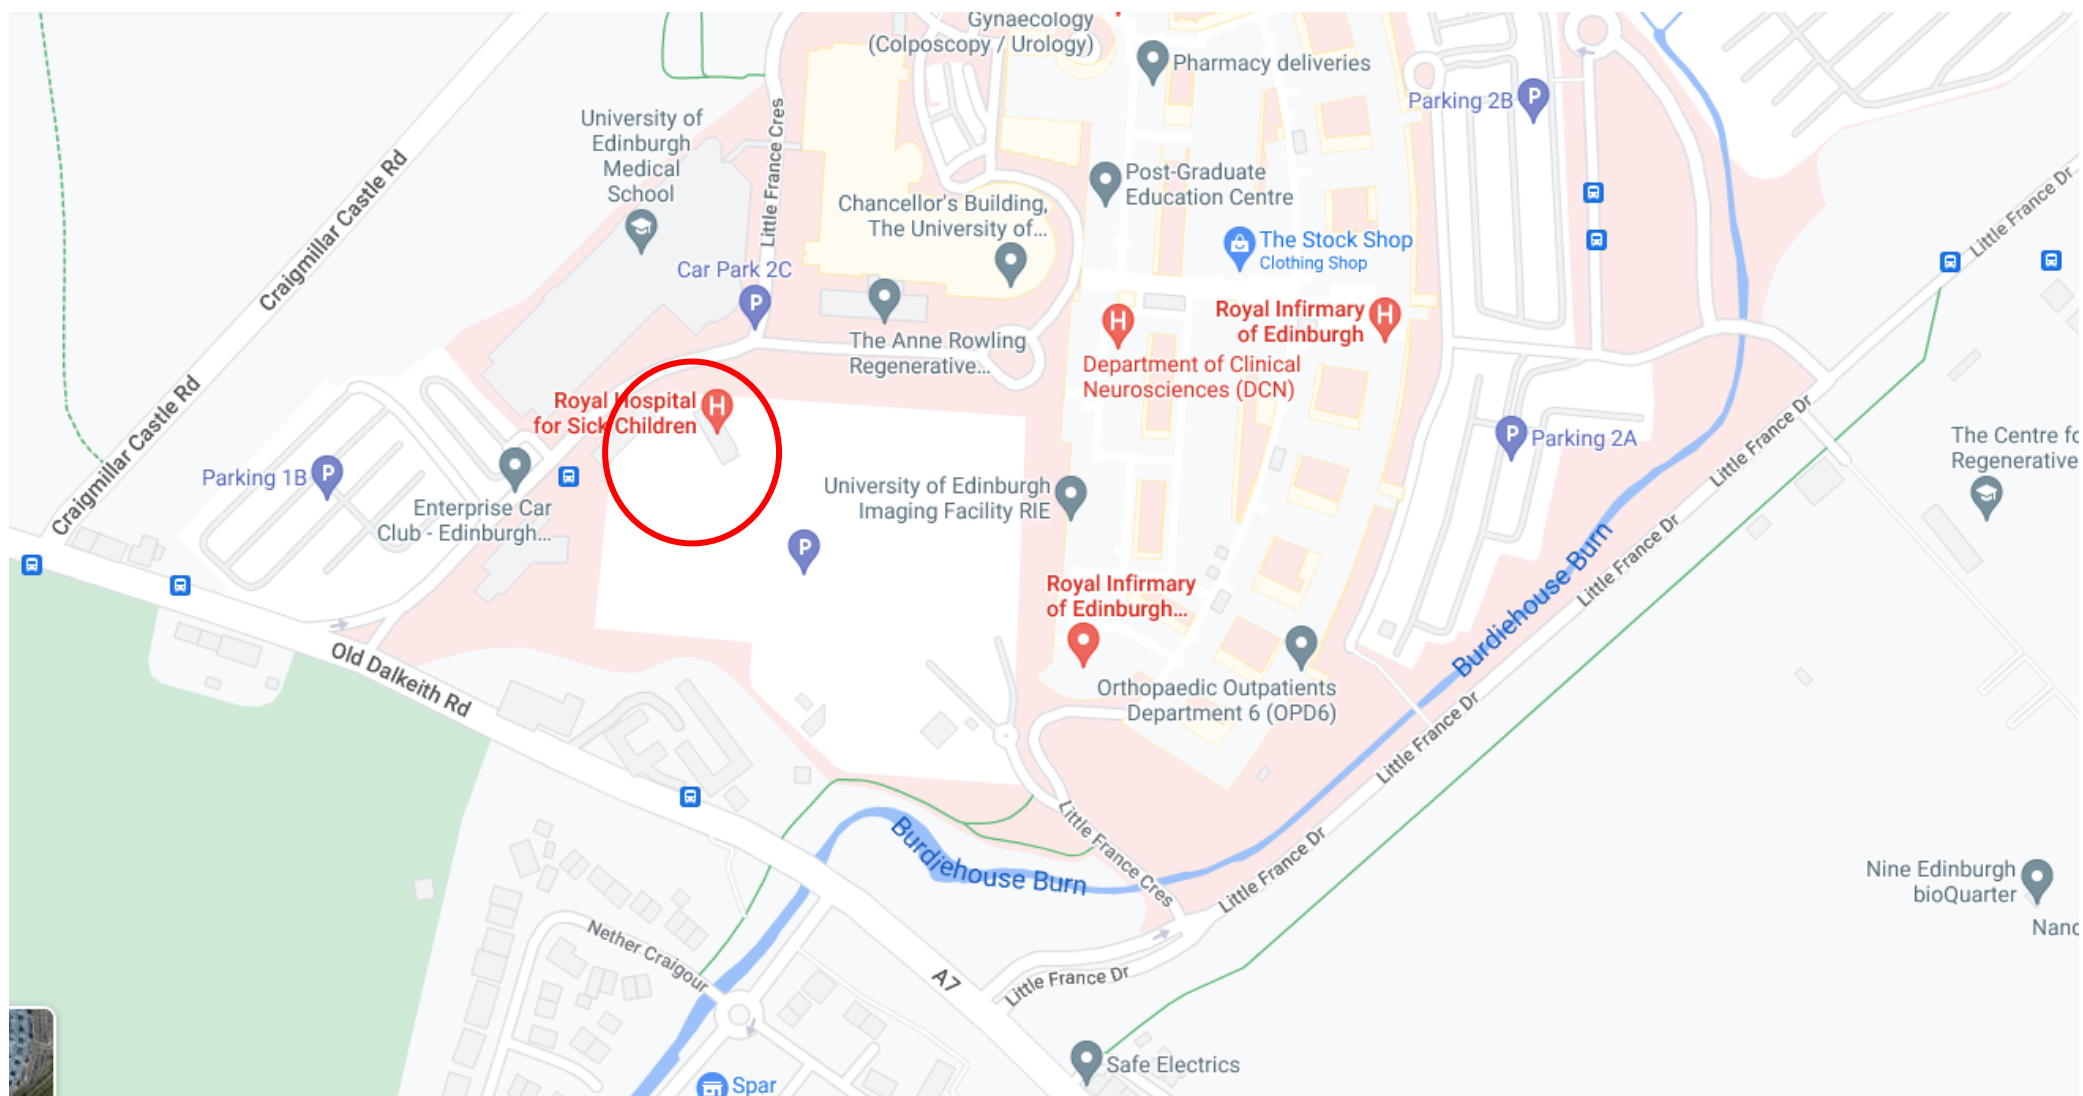 Gynaecology
(Colposcopy / Urology)
Pharmacy deliveries
Parking 2B
P
University of
Edinburgh
Medical
School
Little France Cres
Craigmillar Castle Rd
Post-Graduate
Education Centre
Chancellor's Building,
The University of...
The Stock Shop
Clothing Shop
Little France Dr
Car Park 2C
P
Royal Infirmary
of Edinburgh
H
H
Department of Clinical
Neurosciences (DCN)
The Anne Rowling
Regenerative...
Royal Hospital
for Sick Children
H
Craigmillar Castle Rd
Parking 1B
P
Enterprise Car
Club - Edinburgh...
University of Edinburgh
Imaging Facility RIE
P
P
Parking 2A
Little France Dr
The Centre fo
Regenerative
Little France Dr
Burdiehouse Burn
Royal Infirmary
of Edinburgh...
Orthopaedic Outpatients
Department 6 (OPD6)
Old Dalkeith Rd
Little France Dr
Little France Cres
Burdiehouse Burn
Little France Dr
Nine Edinburgh
bioQuarter
Nano
Nether Craigour
A7
Little France Dr
Safe Electrics
Spar